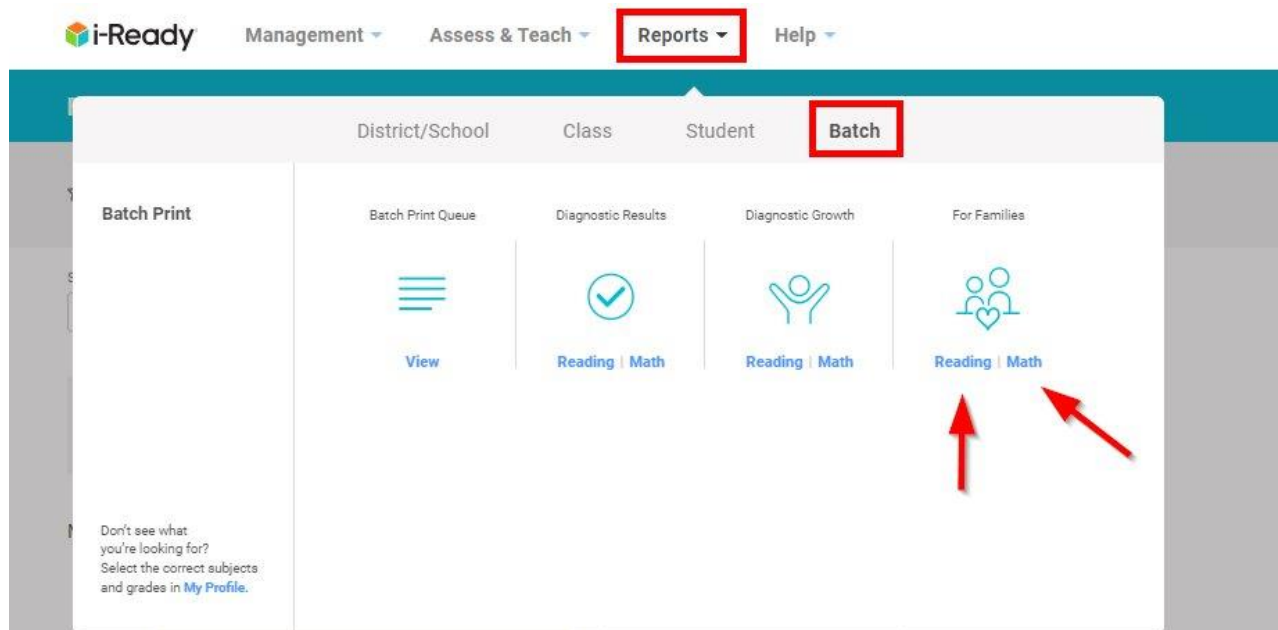 i-Ready Management Assess & Teach Reports Help
District/School Class Student Batch
Batch Print
Batch Print Queue Diagnostic Results Diagnostic Growth For Families
View Reading | Math Reading | Math Reading | Math
Don't see what
you're looking for?
Select the correct subjects
and grades in My Profile.